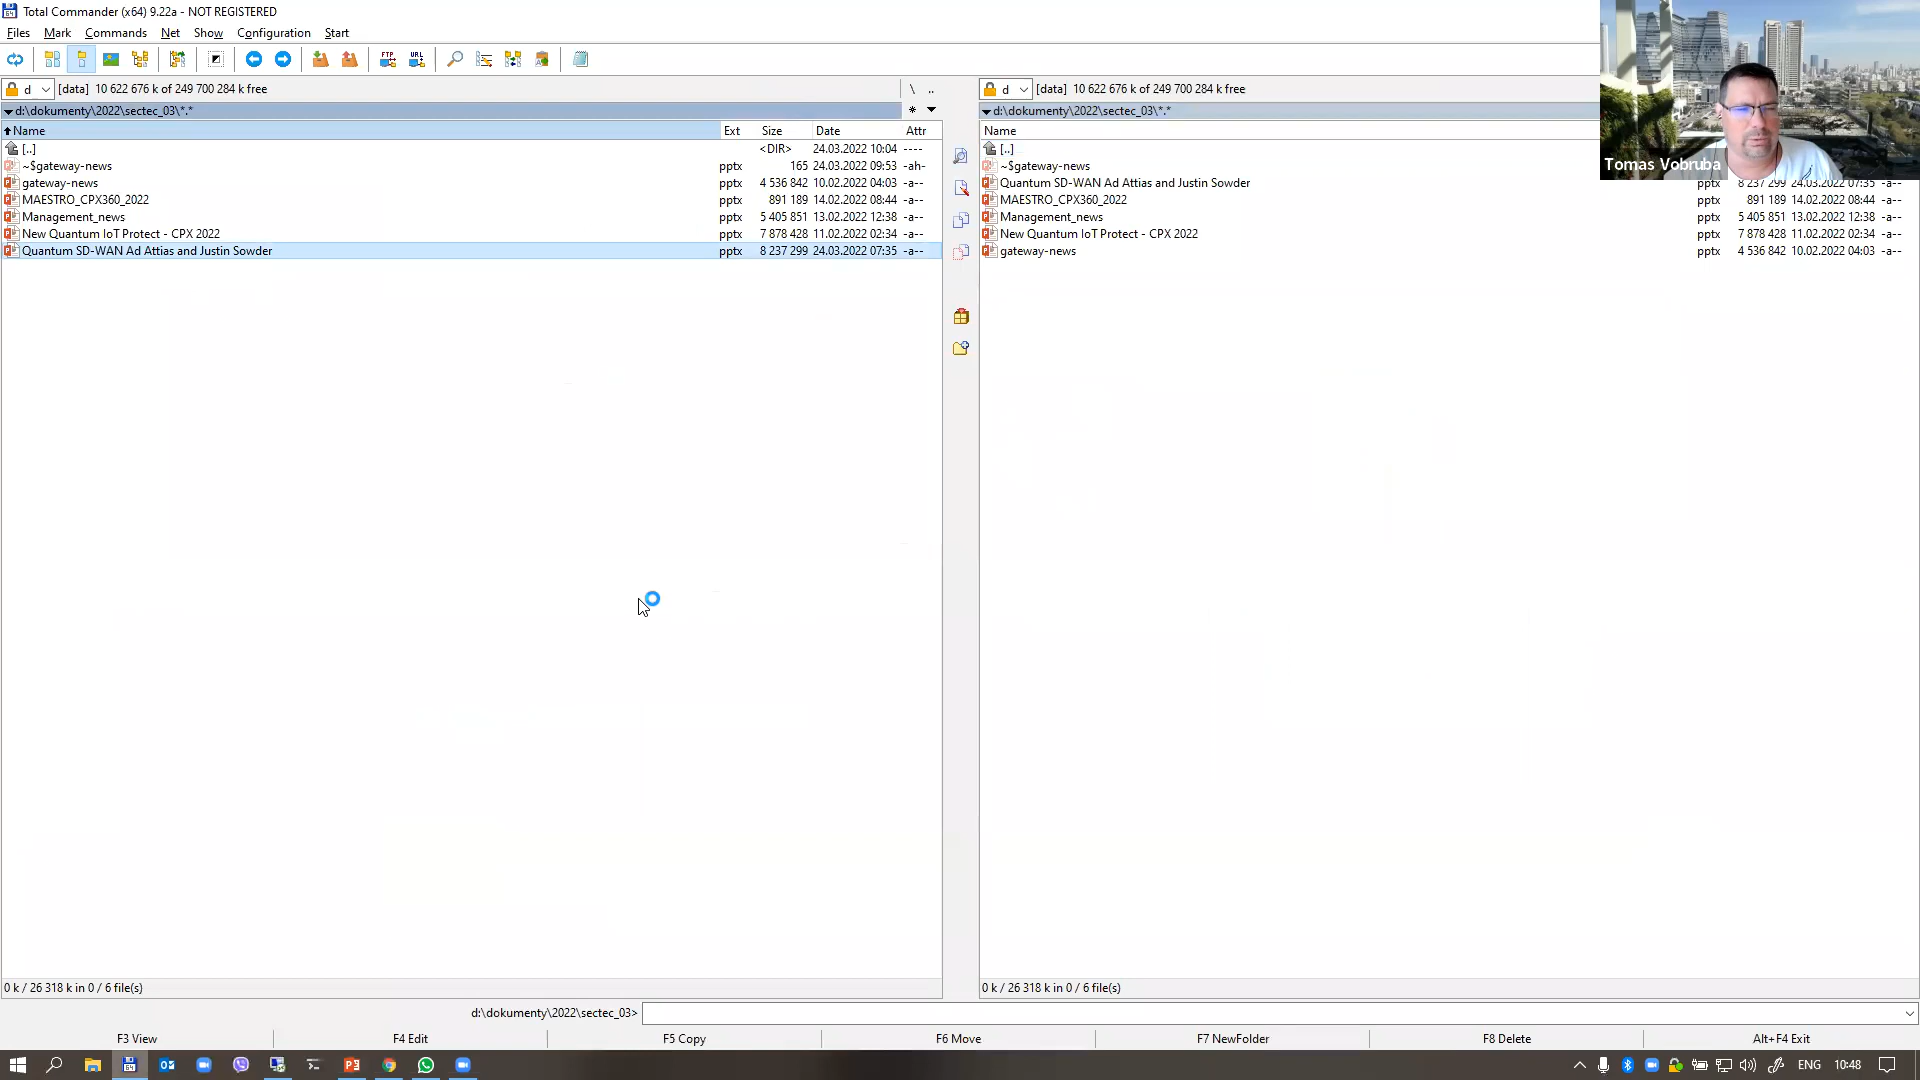 Total Commander (x64) 9.22a - NOT REGISTERED
Files Mark Commands Net Show Configuration Start
FTP URL
d [data] 10 622 676 k of 249 700 284 k free \ ..
d:\dokumenty\2022\sectec_03\*.* *
Name Ext Size Date Attr
[..] <DIR> 24.03.2022 10:04 ----
~$gateway-news pptx 165 24.03.2022 09:53 -ah-
gateway-news pptx 4 536 842 10.02.2022 04:03 -a--
MAESTRO_CPX360_2022 pptx 891 189 14.02.2022 08:44 -a--
Management_news pptx 5 405 851 13.02.2022 12:38 -a--
New Quantum IoT Protect - CPX 2022 pptx 7 878 428 11.02.2022 02:34 -a--
Quantum SD-WAN Ad Attias and Justin Sowder pptx 8 237 299 24.03.2022 07:35 -a--
0 k / 26 318 k in 0 / 6 file(s)
d [data] 10 622 676 k of 249 700 284 k free
d:\dokumenty\2022\sectec_03\*.*
Name
[..]
~$gateway-news
Quantum SD-WAN Ad Attias and Justin Sowder pptx 8 237 299 24.03.2022 07:35 -a--
MAESTRO_CPX360_2022 pptx 891 189 14.02.2022 08:44 -a--
Management_news pptx 5 405 851 13.02.2022 12:38 -a--
New Quantum IoT Protect - CPX 2022 pptx 7 878 428 11.02.2022 02:34 -a--
gateway-news pptx 4 536 842 10.02.2022 04:03 -a--
0 k / 26 318 k in 0 / 6 file(s)
Tomas Vobruba
d:\dokumenty\2022\sectec_03>
F3 View F4 Edit F5 Copy F6 Move F7 NewFolder F8 Delete Alt+F4 Exit
ENG 10:48